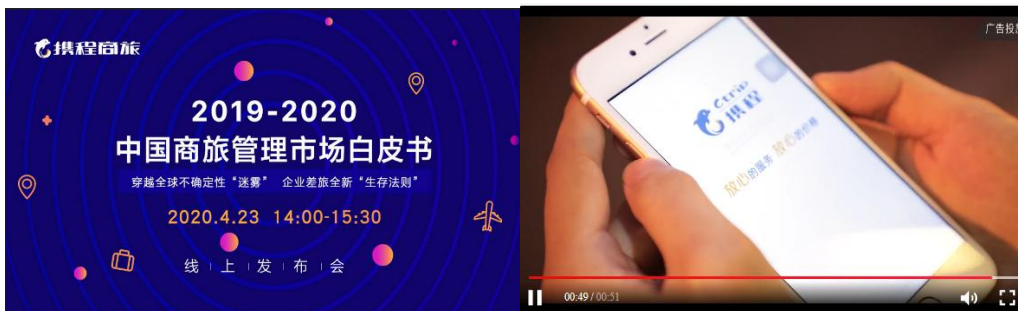 携程商旅
2019-2020
中国商旅管理市场白皮书
穿越全球不确定性“迷雾” 企业差旅全新“生存法则”
2020.4.23 14:00-15:30
线上发布会
广告投
Ctrip
携程
放心的服务 放心的价格
00:49/00:51